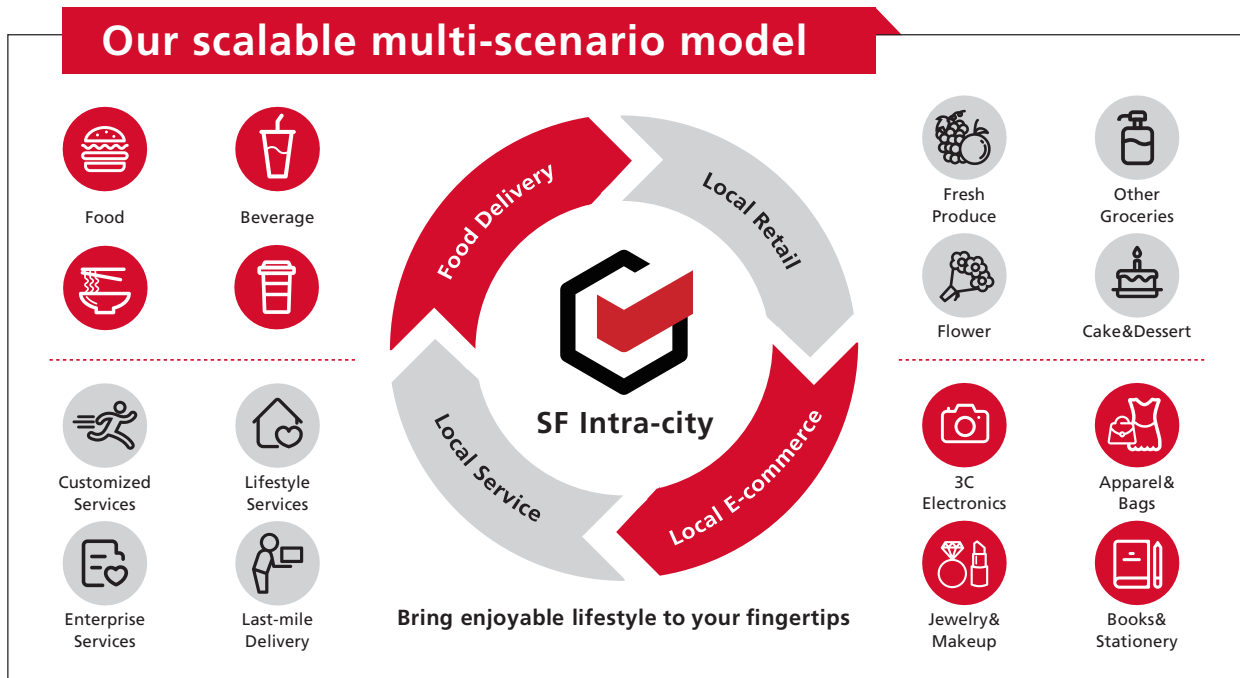 Our scalable multi-scenario model
Food
Beverage
Customized
Services
Lifestyle
Services
Enterprise
Services
Last-mile
Delivery
Food Delivery
Local Retail
Local Service
Local E-commerce
SF Intra-city
Bring enjoyable lifestyle to your fingertips
Fresh
Produce
Other
Groceries
Flower
Cake&Dessert
3C
Electronics
Apparel&
Bags
Jewelry&
Makeup
Books&
Stationery